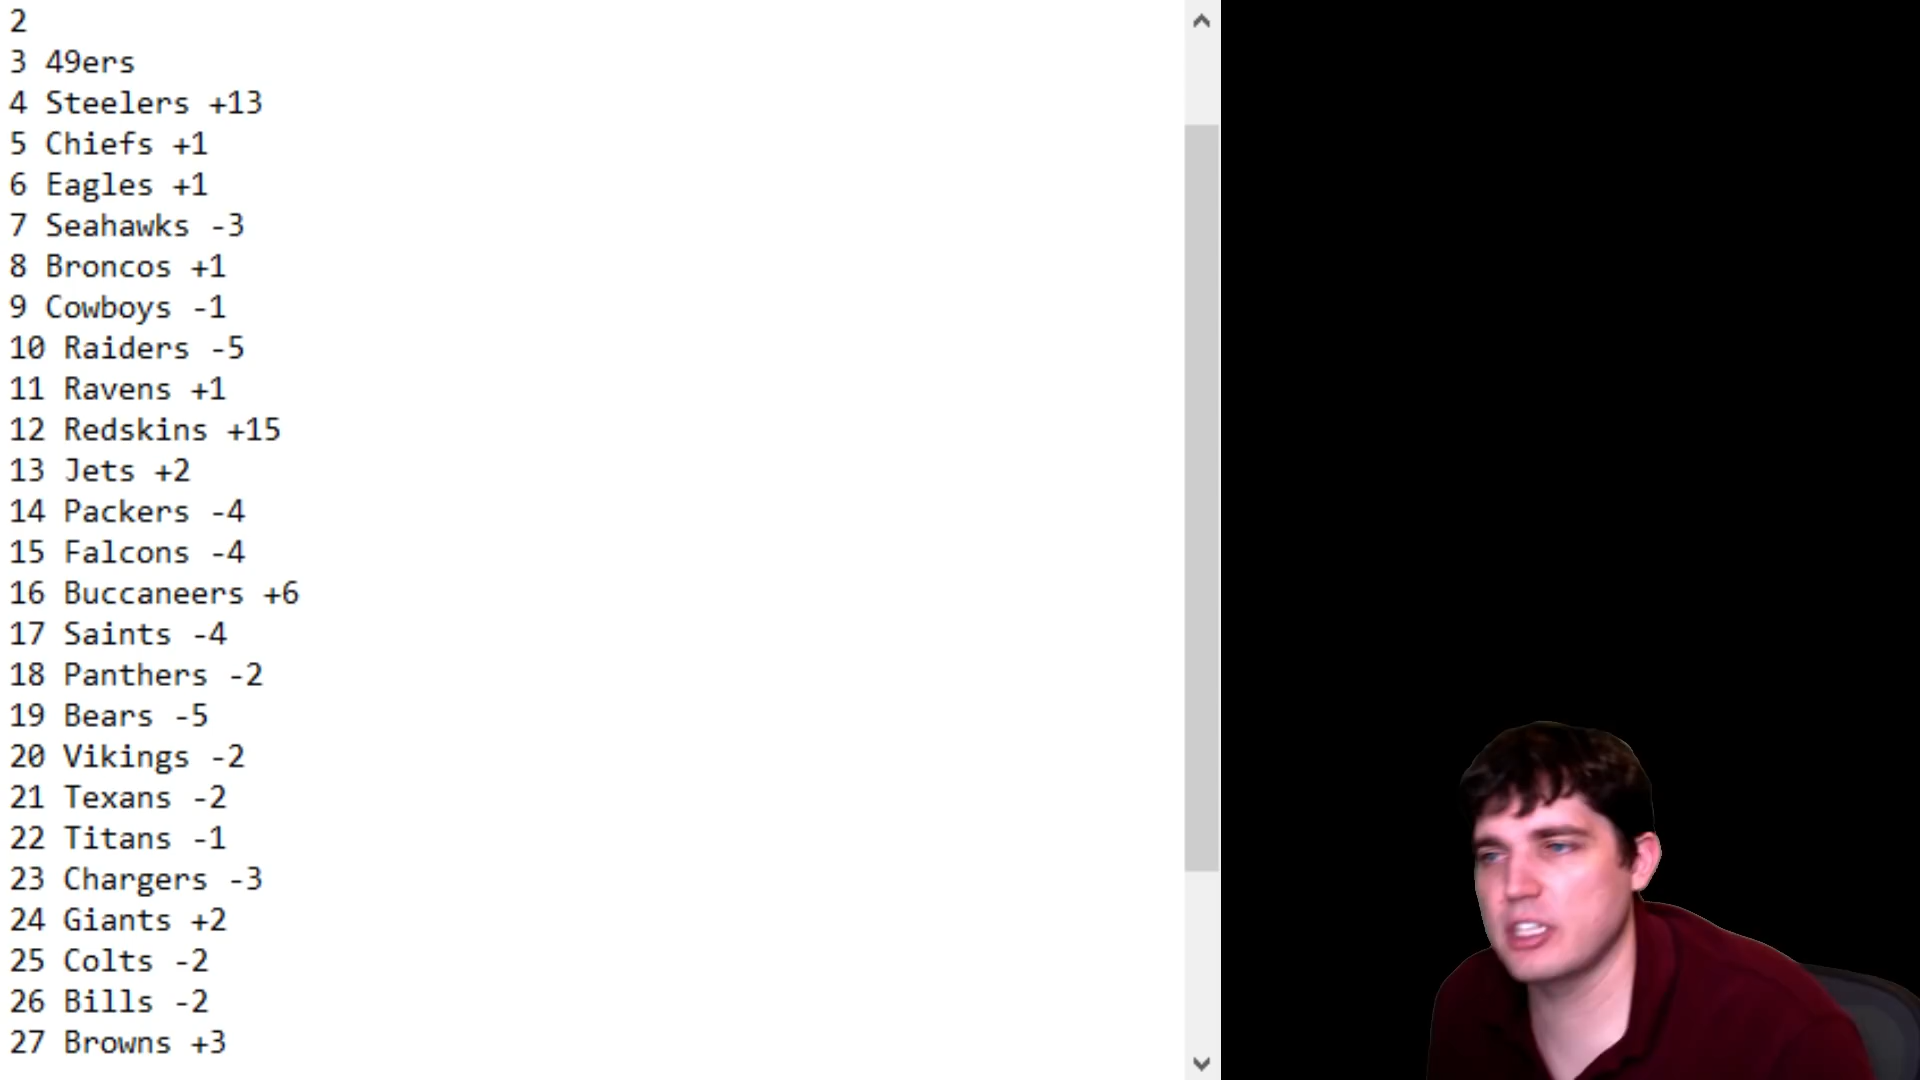 2
3 49ers
4 Steelers +13
5 Chiefs +1
6 Eagles +1
7 Seahawks -3
8 Broncos +1
9 Cowboys -1
10 Raiders -5
11 Ravens +1
12 Redskins +15
13 Jets +2
14 Packers -4
15 Falcons -4
16 Buccaneers +6
17 Saints -4
18 Panthers -2
19 Bears -5
20 Vikings -2
21 Texans -2
22 Titans -1
23 Chargers -3
24 Giants +2
25 Colts -2
26 Bills -2
27 Browns +3